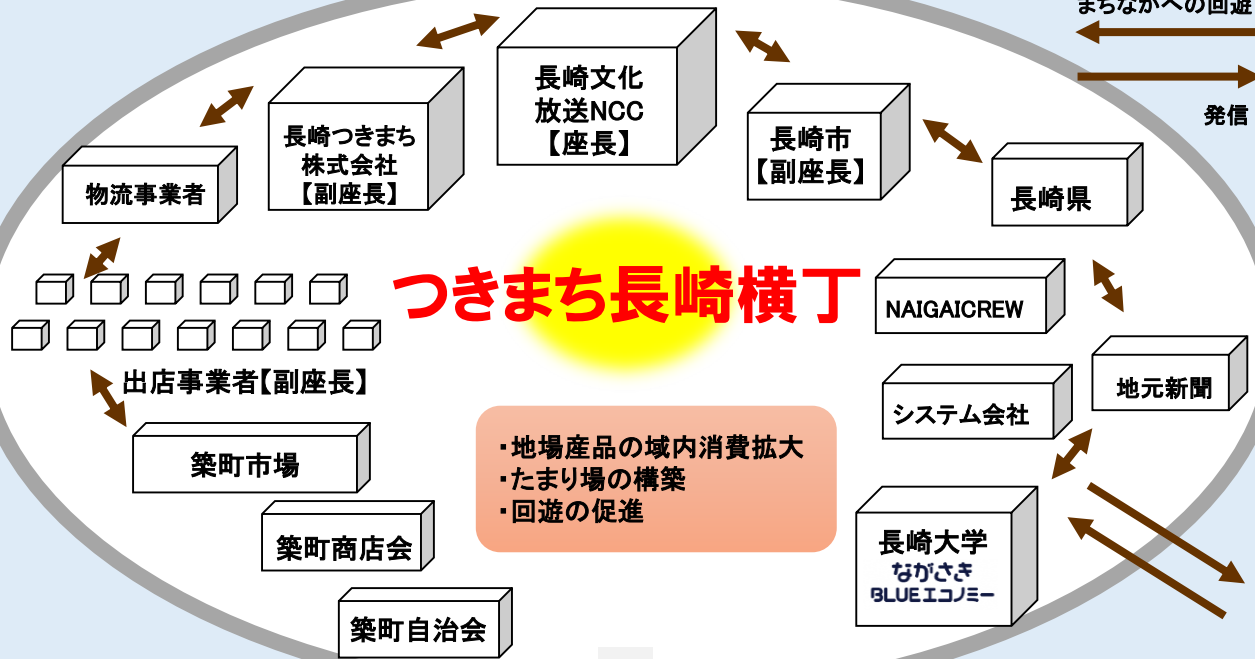 まちなかへの回遊
発信
長崎文化
放送NCC
【座長】
長崎つきまち
株式会社
【副座長】
長崎市
【副座長】
物流事業者
長崎県
つきまち長崎横丁
NAIGAICREW
出店事業者【副座長】
地元新聞
システム会社
築町市場
・地場産品の域内消費拡大
・たまり場の構築
・回遊の促進
築町商店会
長崎大学
ながさき
BLUEエコノミー
築町自治会